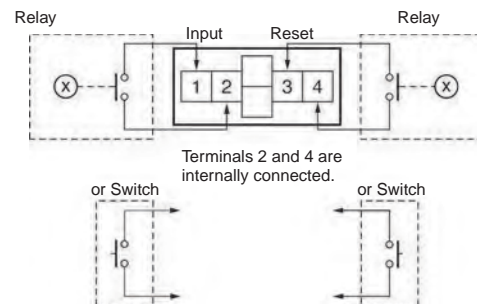 Relay
Relay
Input
Reset
X
1
2
3
4
X
Terminals 2 and 4 are
internally connected.
or Switch
or Switch